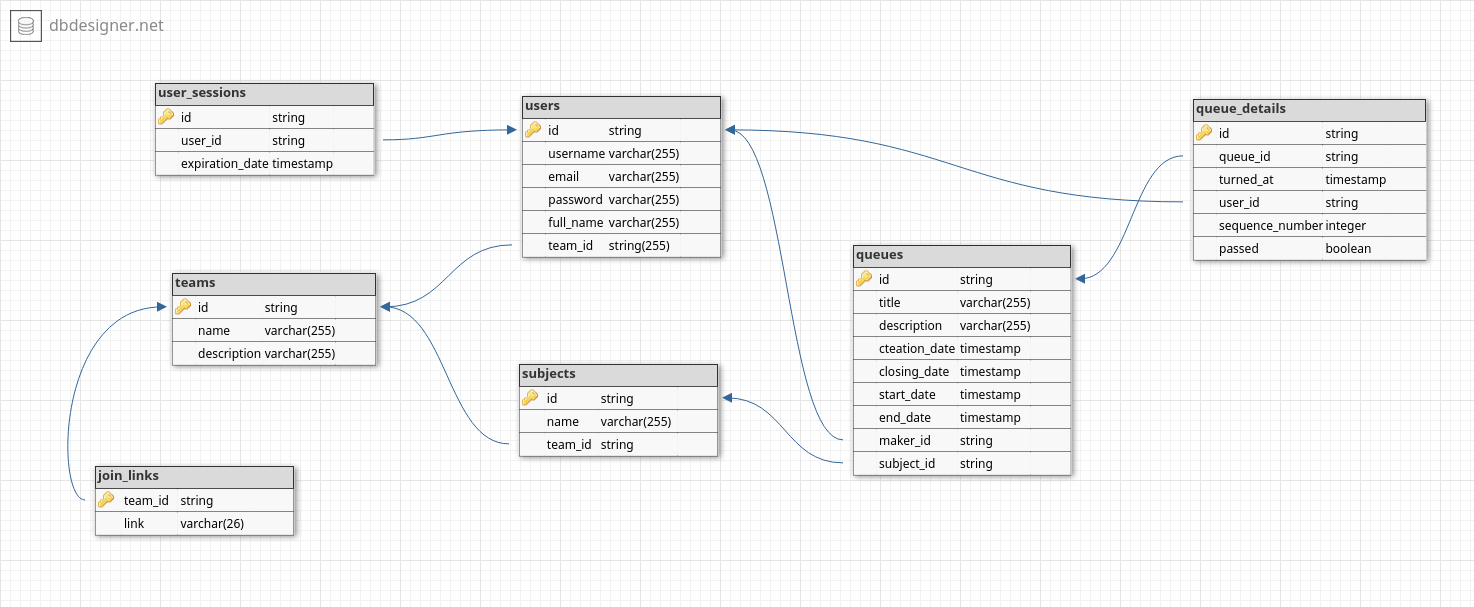 dbdesigner.net
user_sessions
id string
user_id string
expiration_date timestamp
users
id string
username varchar(255)
email varchar(255)
password varchar(255)
full_name varchar(255)
team_id string(255)
queue_details
id string
queue_id string
turned_at timestamp
user_id string
sequence_number integer
passed boolean
teams
id string
name varchar(255)
description varchar(255)
queues
id string
title varchar(255)
description varchar(255)
cteation_date timestamp
closing_date timestamp
start_date timestamp
end_date timestamp
maker_id string
subject_id string
subjects
id string
name varchar(255)
team_id string
join_links
team_id string
link varchar(26)